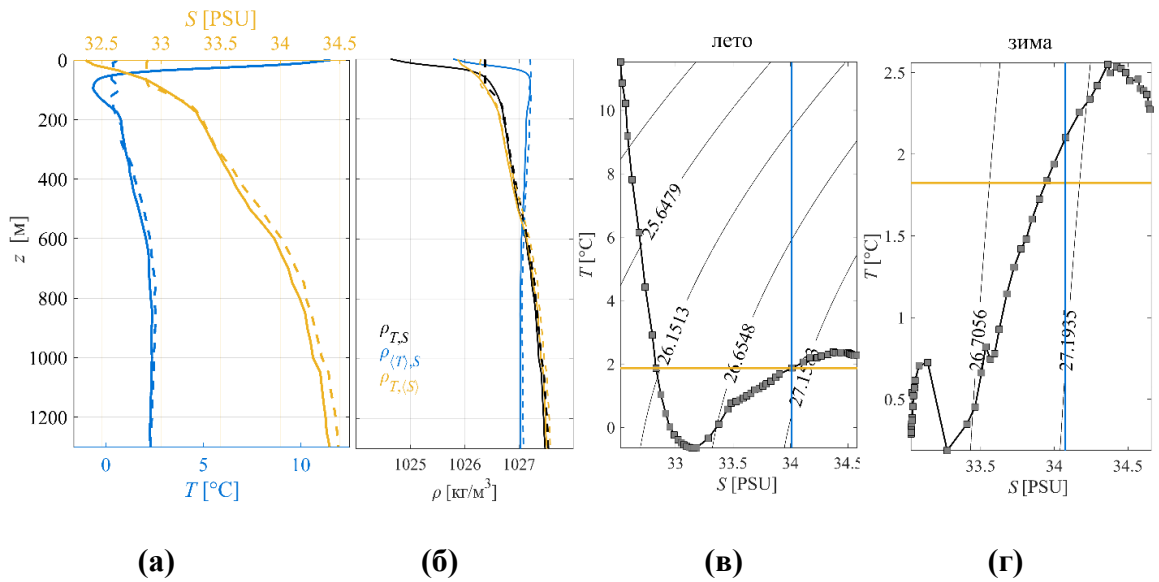 S [PSU]
32.5 33 33.5 34 34.5
0
200
400
600
800
1000
1200
z [м]
0 5 10
T [°C]
(а)
ρT,S
ρ⟨T⟩,S
ρT,⟨S⟩
1025 1026 1027
ρ [кг/м³]
(б)
лето
10
8
6
4
2
0
T [°C]
25.6479
26.1513
26.6548
33 33.5 34 34.5
S [PSU]
(в)
зима
2.5
2
1.5
1
0.5
T [°C]
26.7056
27.1935
33.5 34 34.5
S [PSU]
(г)